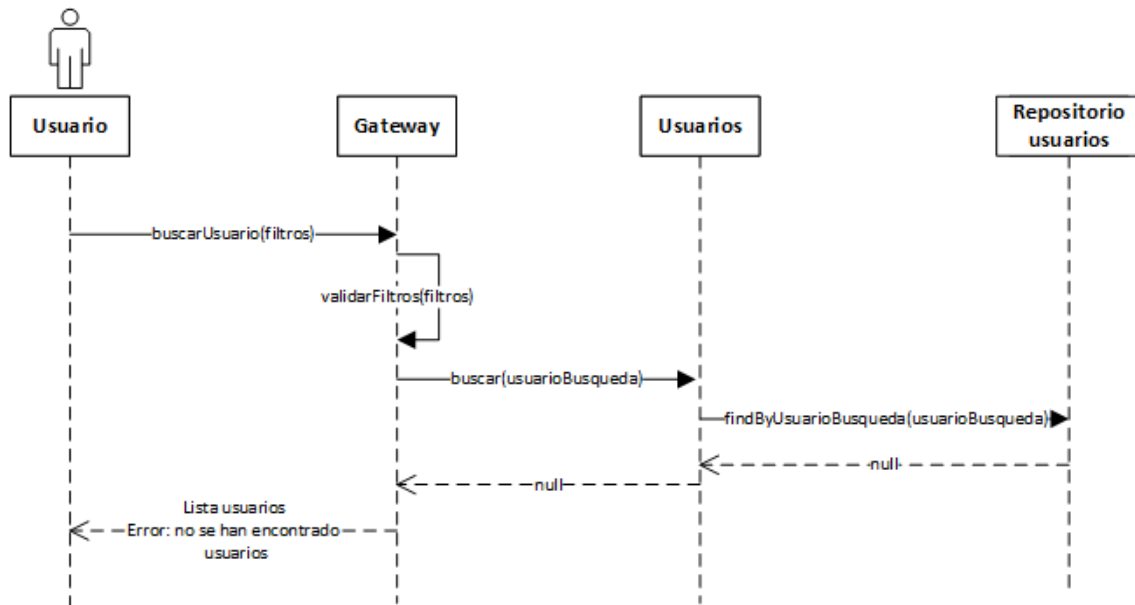 Usuario
Gateway
Usuarios
Repositorio
usuarios
buscarUsuario(filtros)
validarFiltros(filtros)
buscar(usuarioBusqueda)
findByUsuarioBusqueda(usuarioBusqueda)
null
null
Lista usuarios
Error: no se han encontrado
usuarios